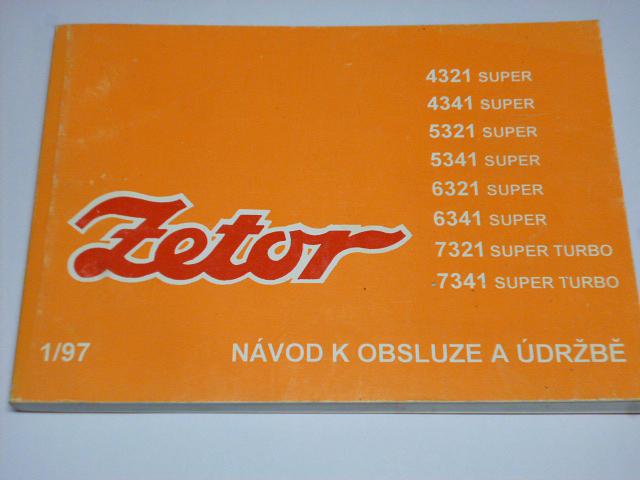 4321 SUPER
4341 SUPER
5321 SUPER
5341 SUPER
6321 SUPER
6341 SUPER
7321 SUPER TURBO
7341 SUPER TURBO
Zetor
1/97 NÁVOD K OBSLUZE A ÚDRŽBĚ